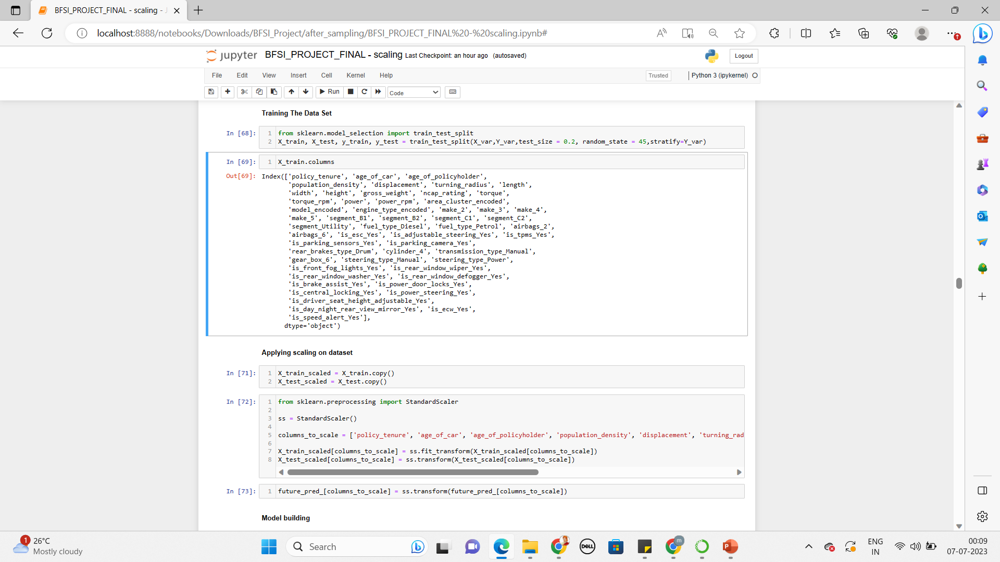 BFSI_PROJECT_FINAL - scaling - J
localhost:8888/notebooks/Downloads/BFSI_Project/after_sampling/BFSI_PROJECT_FINAL%20-%20scaling.ipynb#
jupyter BFSI_PROJECT_FINAL - scaling Last Checkpoint: an hour ago (autosaved)
Logout
File Edit View Insert Cell Kernel Help
Trusted
Python 3 (ipykernel)
Run
Code
Training The Data Set
In [68]:
1 from sklearn.model_selection import train_test_split
2 X_train, X_test, y_train, y_test = train_test_split(X_var,Y_var,test_size = 0.2, random_state = 45,stratify=Y_var)
In [69]:
1 X_train.columns
Out[69]: Index(['policy_tenure', 'age_of_car', 'age_of_policyholder',
'population_density', 'displacement', 'turning_radius', 'length',
'width', 'height', 'gross_weight', 'ncap_rating', 'torque',
'torque_rpm', 'power', 'power_rpm', 'area_cluster_encoded',
'model_encoded', 'engine_type_encoded', 'make_2', 'make_3', 'make_4',
'make_5', 'segment_B1', 'segment_B2', 'segment_C1', 'segment_C2',
'segment_Utility', 'fuel_type_Diesel', 'fuel_type_Petrol', 'airbags_2',
'airbags_6', 'is_esc_Yes', 'is_adjustable_steering_Yes', 'is_tpms_Yes',
'is_parking_sensors_Yes', 'is_parking_camera_Yes',
'rear_brakes_type_Drum', 'cylinder_4', 'transmission_type_Manual',
'gear_box_6', 'steering_type_Manual', 'steering_type_Power',
'is_front_fog_lights_Yes', 'is_rear_window_wiper_Yes',
'is_rear_window_washer_Yes', 'is_rear_window_defogger_Yes',
'is_brake_assist_Yes', 'is_power_door_locks_Yes',
'is_central_locking_Yes', 'is_power_steering_Yes',
'is_driver_seat_height_adjustable_Yes',
'is_day_night_rear_view_mirror_Yes', 'is_ecw_Yes',
'is_speed_alert_Yes'],
dtype='object')
Applying scaling on dataset
In [71]:
1 X_train_scaled = X_train.copy()
2 X_test_scaled = X_test.copy()
In [72]:
1 from sklearn.preprocessing import StandardScaler
2
3 ss = StandardScaler()
4
5 columns_to_scale = ['policy_tenure', 'age_of_car', 'age_of_policyholder', 'population_density', 'displacement', 'turning_rad
6
7 X_train_scaled[columns_to_scale] = ss.fit_transform(X_train_scaled[columns_to_scale])
8 X_test_scaled[columns_to_scale] = ss.transform(X_test_scaled[columns_to_scale])
In [73]:
1 future_pred_[columns_to_scale] = ss.transform(future_pred_[columns_to_scale])
Model building
1
26°C
Mostly cloudy
Search
DELL
m
P
ENG
IN
00:09
07-07-2023